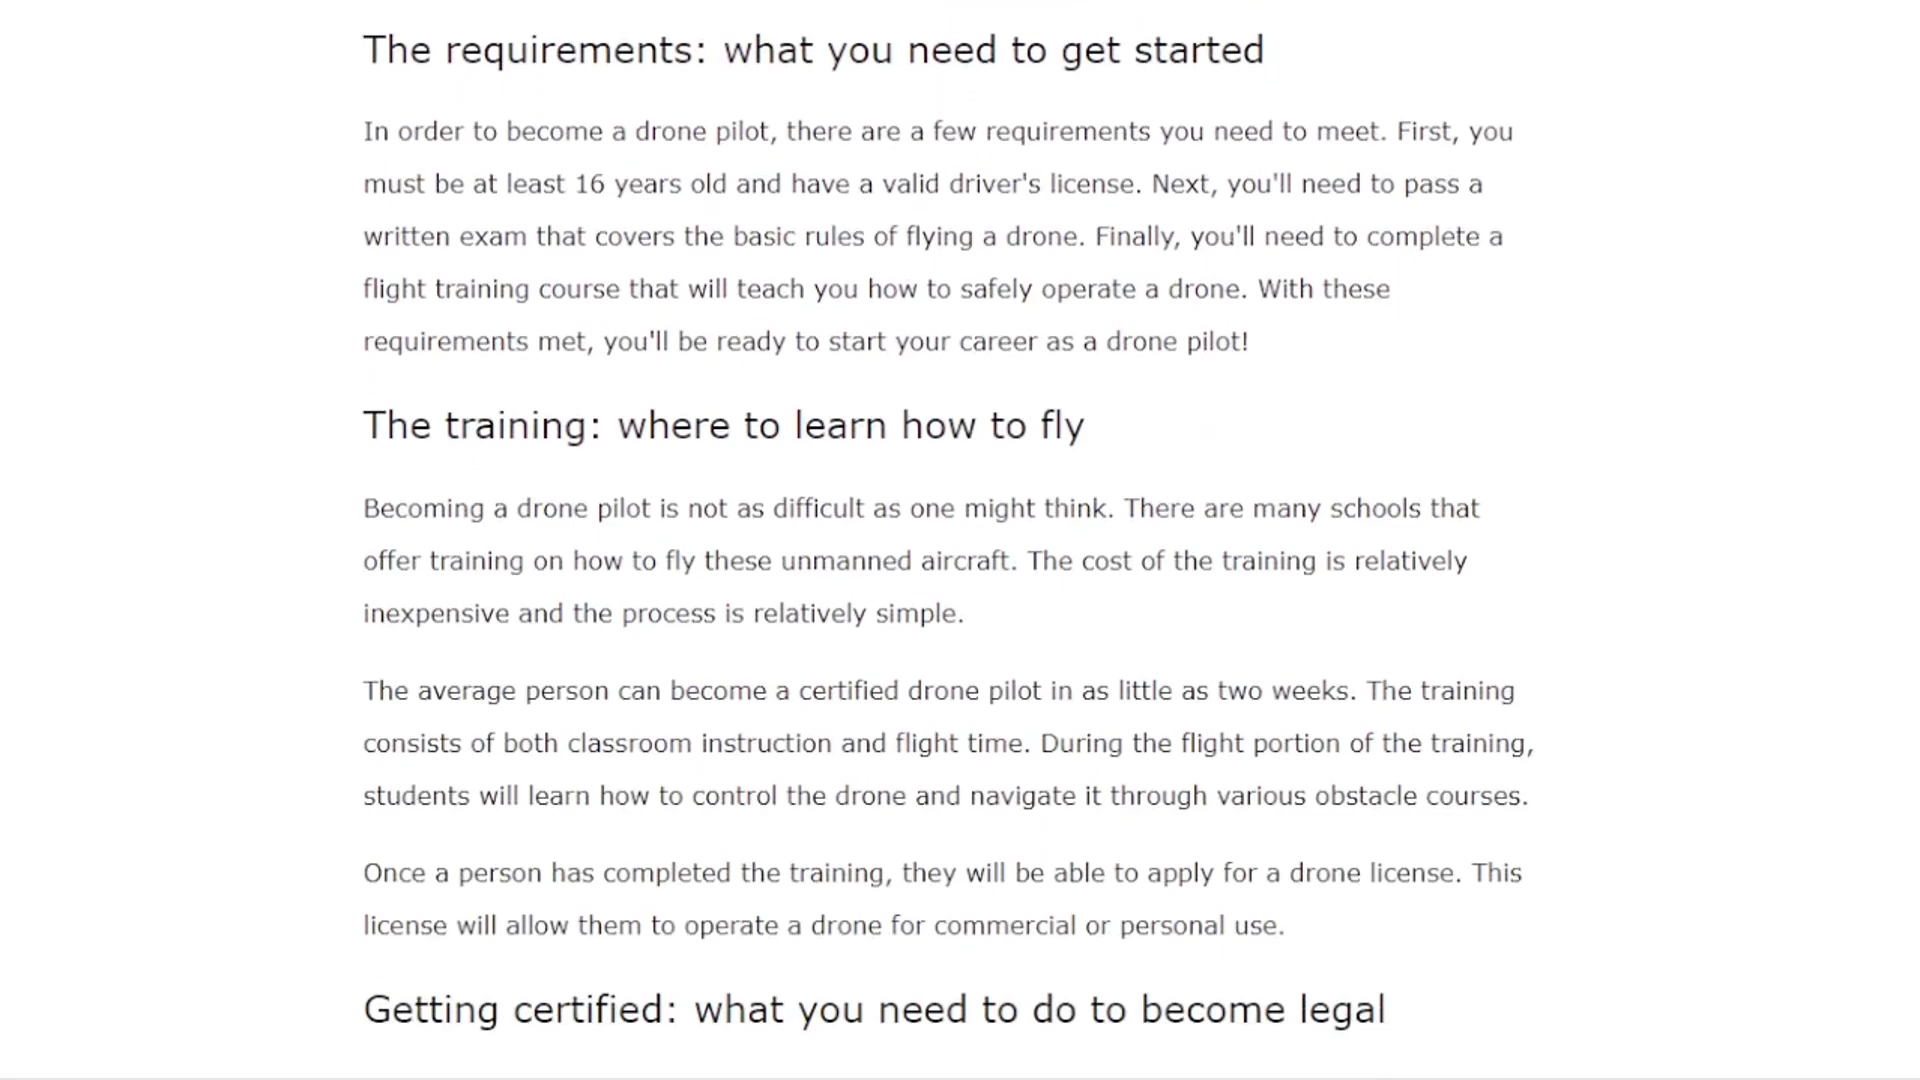 The requirements: what you need to get started
In order to become a drone pilot, there are a few requirements you need to meet. First, you
must be at least 16 years old and have a valid driver's license. Next, you'll need to pass a
written exam that covers the basic rules of flying a drone. Finally, you'll need to complete a
flight training course that will teach you how to safely operate a drone. With these
requirements met, you'll be ready to start your career as a drone pilot!
The training: where to learn how to fly
Becoming a drone pilot is not as difficult as one might think. There are many schools that
offer training on how to fly these unmanned aircraft. The cost of the training is relatively
inexpensive and the process is relatively simple.
The average person can become a certified drone pilot in as little as two weeks. The training
consists of both classroom instruction and flight time. During the flight portion of the training,
students will learn how to control the drone and navigate it through various obstacle courses.
Once a person has completed the training, they will be able to apply for a drone license. This
license will allow them to operate a drone for commercial or personal use.
Getting certified: what you need to do to become legal